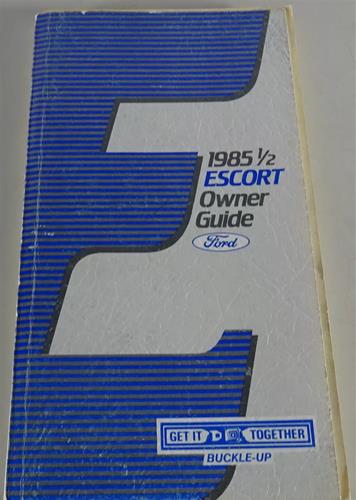 E
1985 1/2
ESCORT
Owner
Guide
Ford
GET IT TOGETHER
BUCKLE-UP